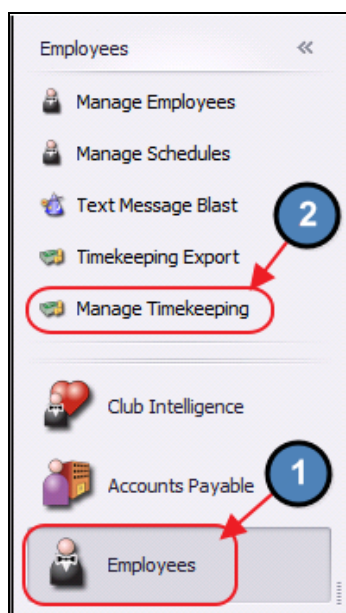 Employees
Manage Employees
Manage Schedules
Text Message Blast
2
Timekeeping Export
Manage Timekeeping
Club Intelligence
Accounts Payable
1
Employees